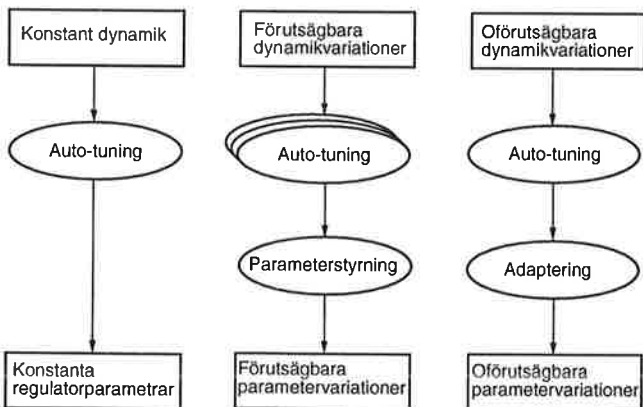 Konstant dynamik
Förutsägbara
dynamikvariationer
Oförutsägbara
dynamikvariationer
Auto-tuning
Auto-tuning
Auto-tuning
Parameterstyrning
Adaptering
Konstanta
regulatorparametrar
Förutsägbara
parametervariationer
Oförutsägbara
parametervariationer